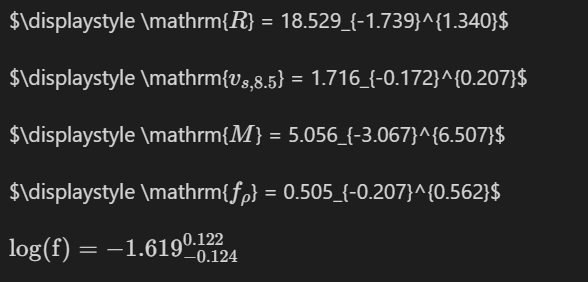 $\displaystyle \mathrm{R} = 18.529_{-1.739}^{1.340}$
$\displaystyle \mathrm{v_{s,8.5}} = 1.716_{-0.172}^{0.207}$
$\displaystyle \mathrm{M} = 5.056_{-3.067}^{6.507}$
$\displaystyle \mathrm{f_ρ} = 0.505_{-0.207}^{0.562}$
log(f) = −1.619^{0.122}_{−0.124}